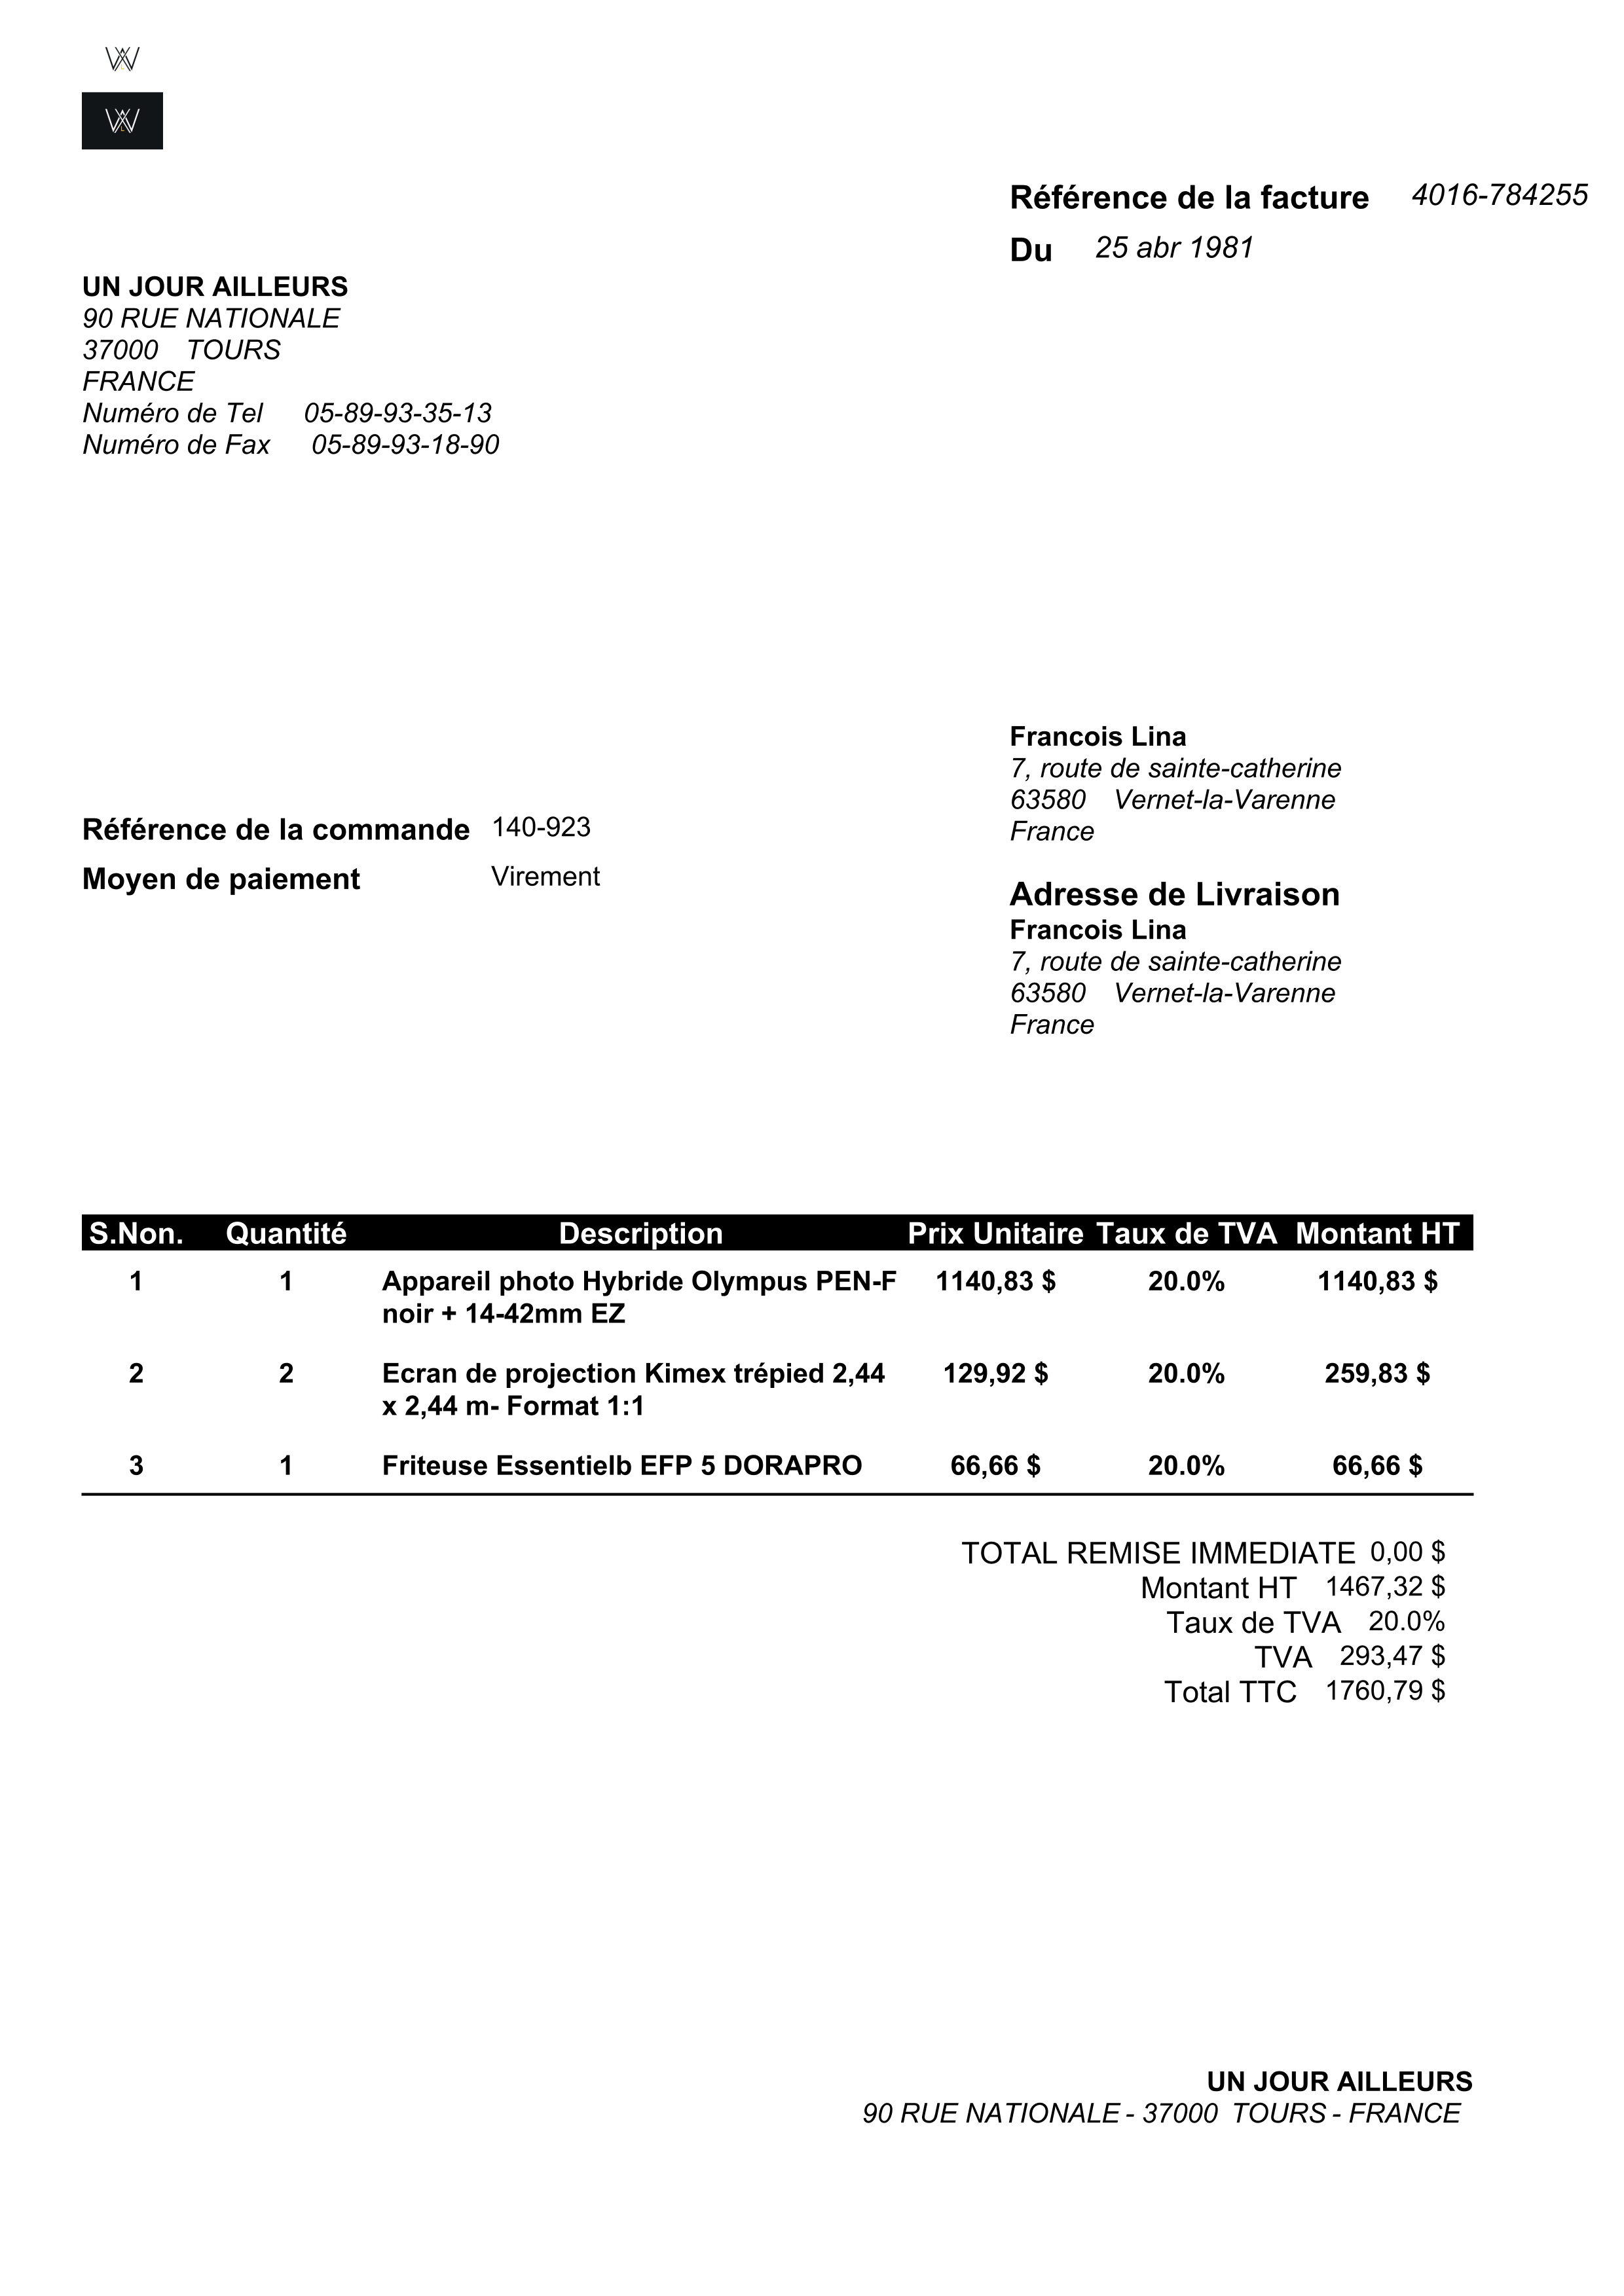 Référence de la facture 4016-784255
Du 25 abr 1981
UN JOUR AILLEURS
90 RUE NATIONALE
37000 TOURS
FRANCE
Numéro de Tel 05-89-93-35-13
Numéro de Fax 05-89-93-18-90
Francois Lina
7, route de sainte-catherine
63580 Vernet-la-Varenne
France
Référence de la commande 140-923
Moyen de paiement Virement
Adresse de Livraison
Francois Lina
7, route de sainte-catherine
63580 Vernet-la-Varenne
France
S.Non. Quantité Description Prix Unitaire Taux de TVA Montant HT
1 1 Appareil photo Hybride Olympus PEN-F 1140,83 $ 20.0% 1140,83 $
noir + 14-42mm EZ
2 2 Ecran de projection Kimex trépied 2,44 129,92 $ 20.0% 259,83 $
x 2,44 m- Format 1:1
3 1 Friteuse Essentielb EFP 5 DORAPRO 66,66 $ 20.0% 66,66 $
TOTAL REMISE IMMEDIATE 0,00 $
Montant HT 1467,32 $
Taux de TVA 20.0%
TVA 293,47 $
Total TTC 1760,79 $
UN JOUR AILLEURS
90 RUE NATIONALE - 37000 TOURS - FRANCE